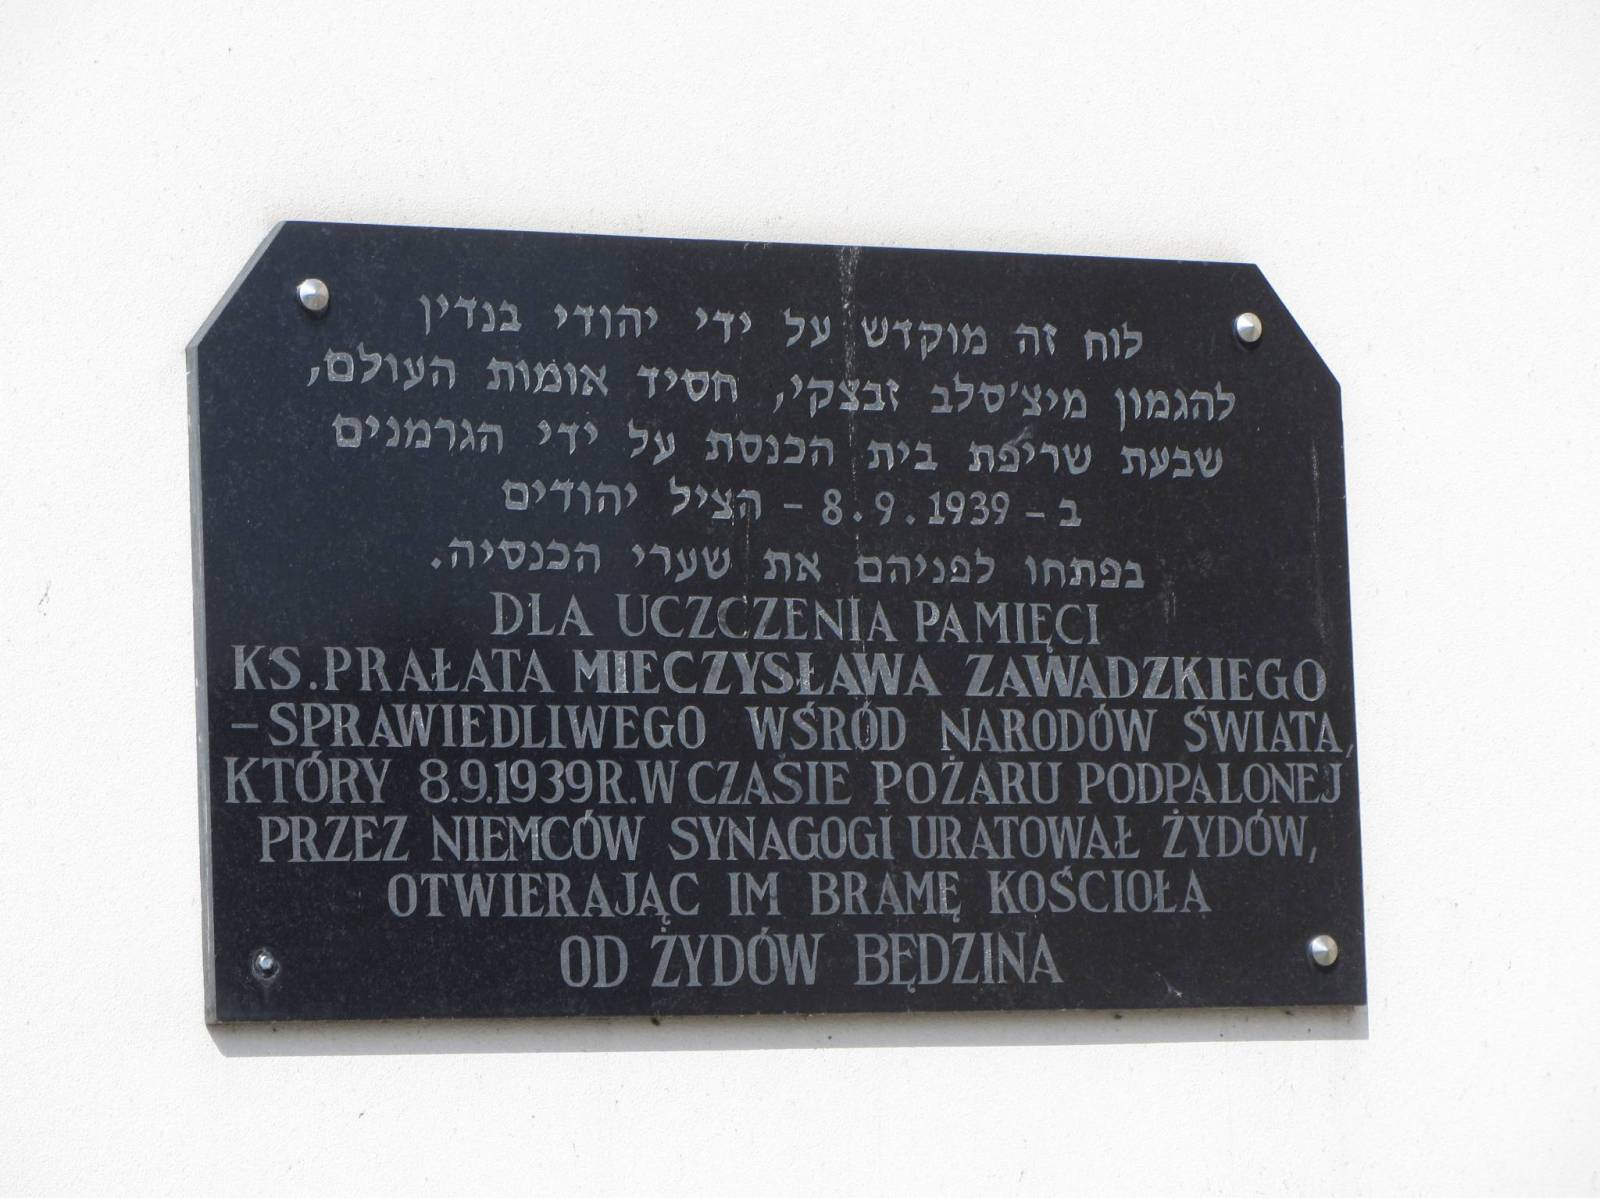 לוח זה מוקדש על ידי יהודי בנדין
להגמון מיצ׳סלב זבצקי, חסיד אומות העולם,
שבעת שריפת בית הכנסת על ידי הגרמנים
ב – 8.9.1939 – הציל יהודים
בפתחו לפניהם את שערי הכנסיה.
DLA UCZCZENIA PAMIĘCI
KS. PRAŁATA MIECZYSŁAWA ZAWADZKIEGO
– SPRAWIEDLIWEGO WŚRÓD NARODÓW ŚWIATA,
KTÓRY 8.9.1939R. W CZASIE POŻARU PODPALONEJ
PRZEZ NIEMCÓW SYNAGOGI URATOWAŁ ŻYDÓW,
OTWIERAJĄC IM BRAMĘ KOŚCIOŁA
OD ŻYDÓW BĘDZINA